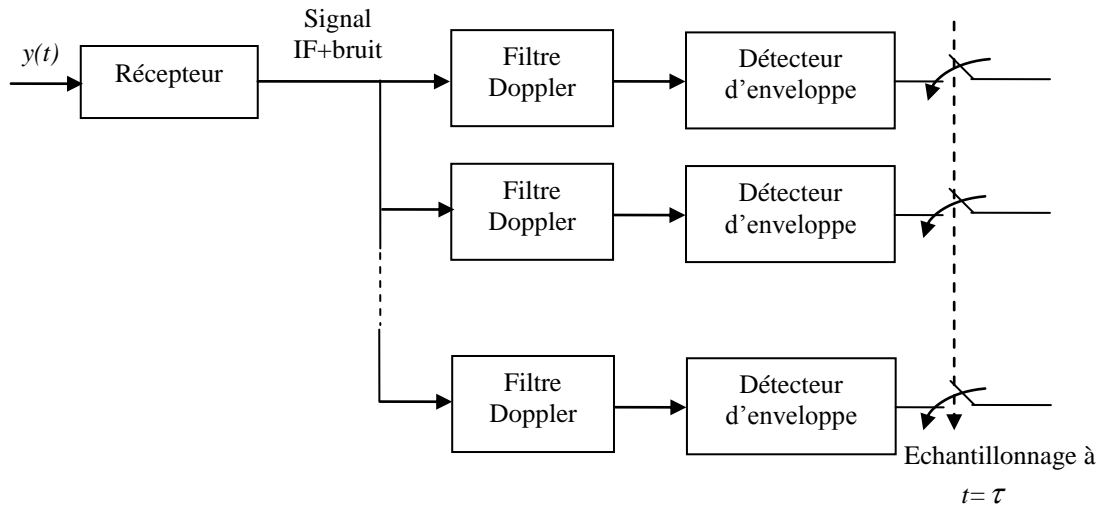 Signal
IF+bruit
y(t)
Récepteur
Filtre
Doppler
Détecteur
d’enveloppe
Filtre
Doppler
Détecteur
d’enveloppe
Filtre
Doppler
Détecteur
d’enveloppe
Echantillonnage à
t= τ